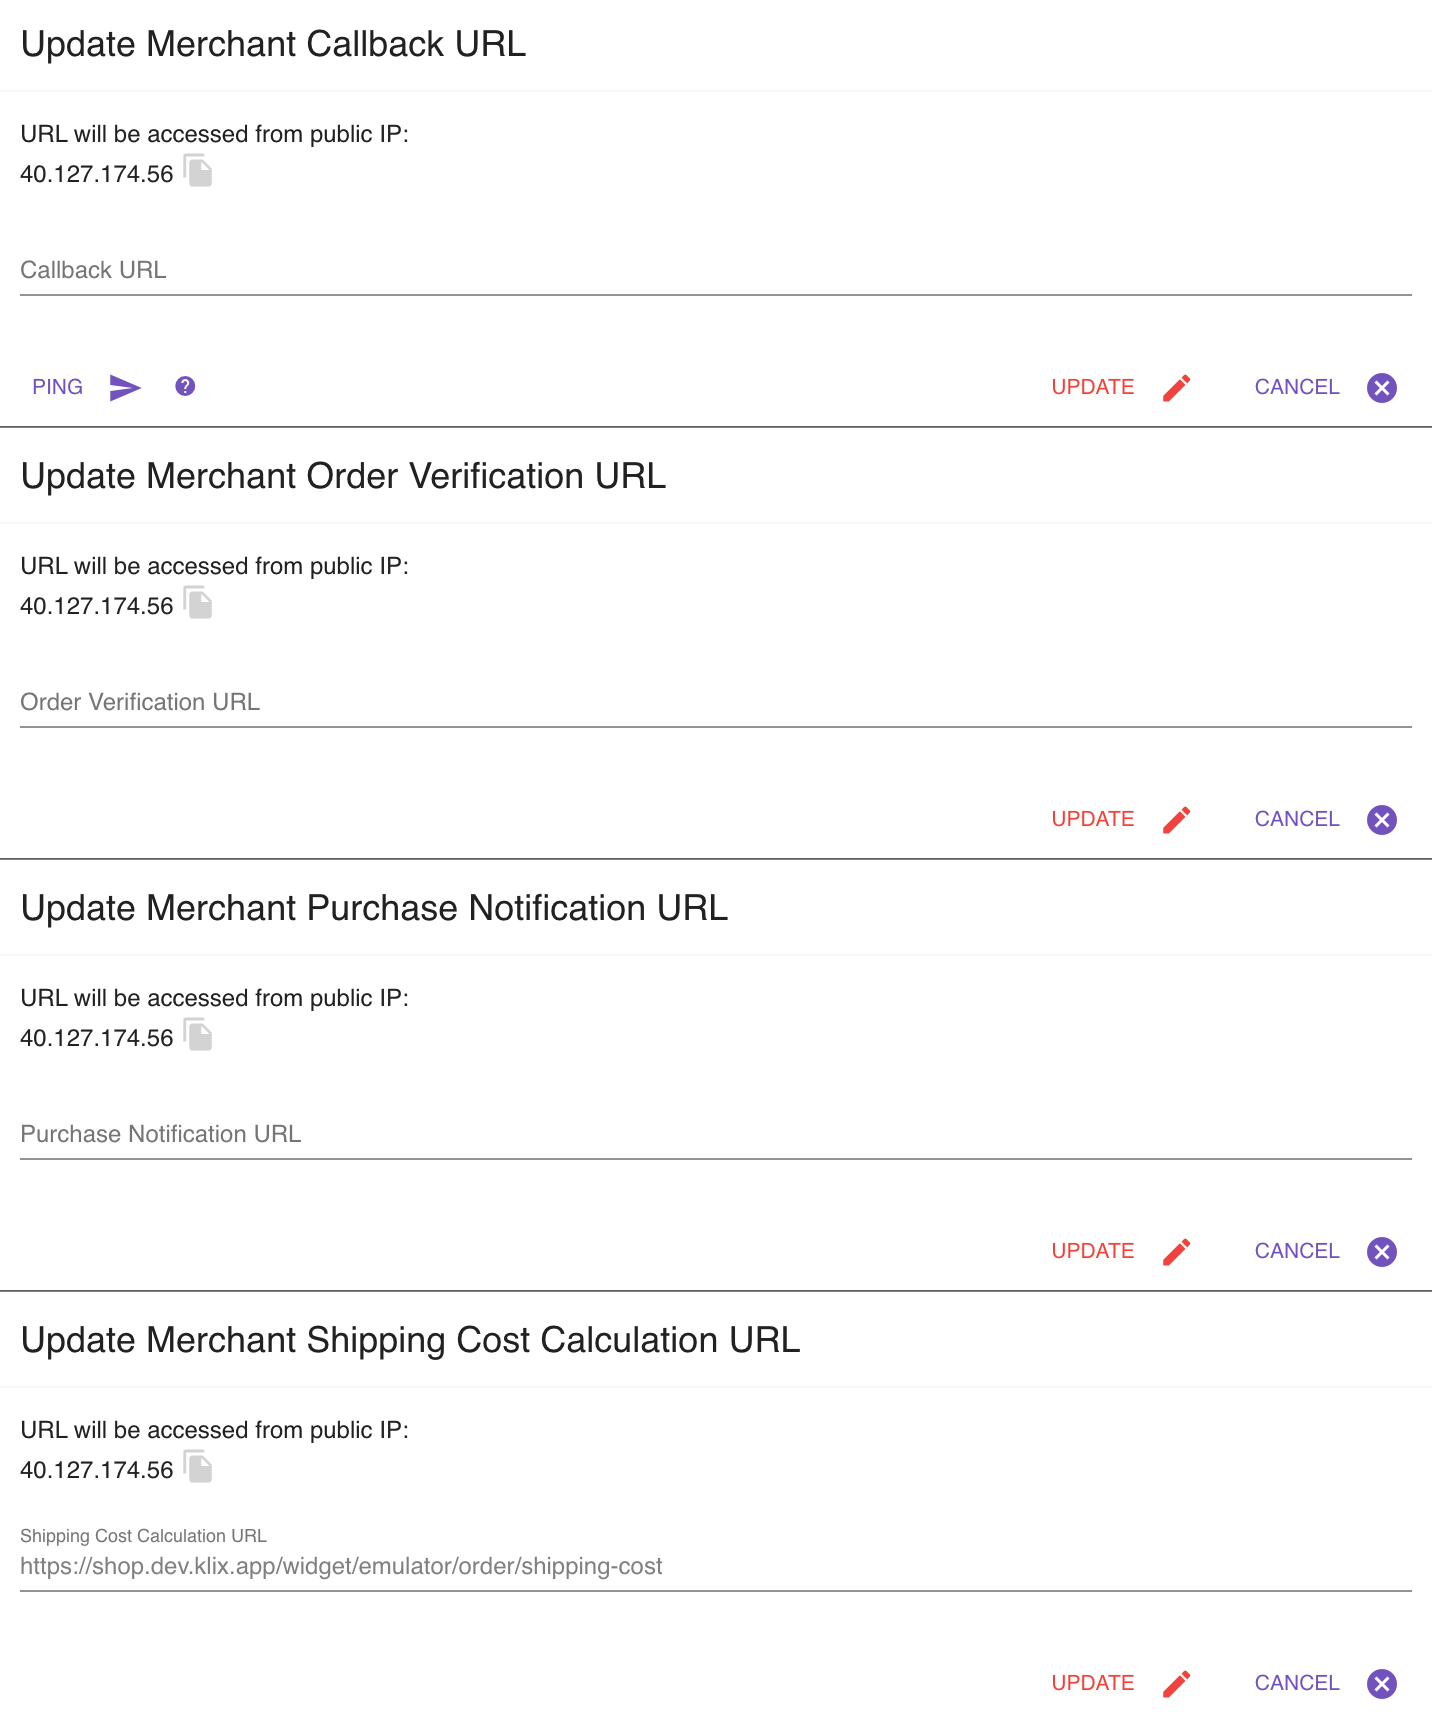 Update Merchant Callback URL
URL will be accessed from public IP:
40.127.174.56
Callback URL
PING UPDATE CANCEL
Update Merchant Order Verification URL
URL will be accessed from public IP:
40.127.174.56
Order Verification URL
UPDATE CANCEL
Update Merchant Purchase Notification URL
URL will be accessed from public IP:
40.127.174.56
Purchase Notification URL
UPDATE CANCEL
Update Merchant Shipping Cost Calculation URL
URL will be accessed from public IP:
40.127.174.56
Shipping Cost Calculation URL
https://shop.dev.klix.app/widget/emulator/order/shipping-cost
UPDATE CANCEL